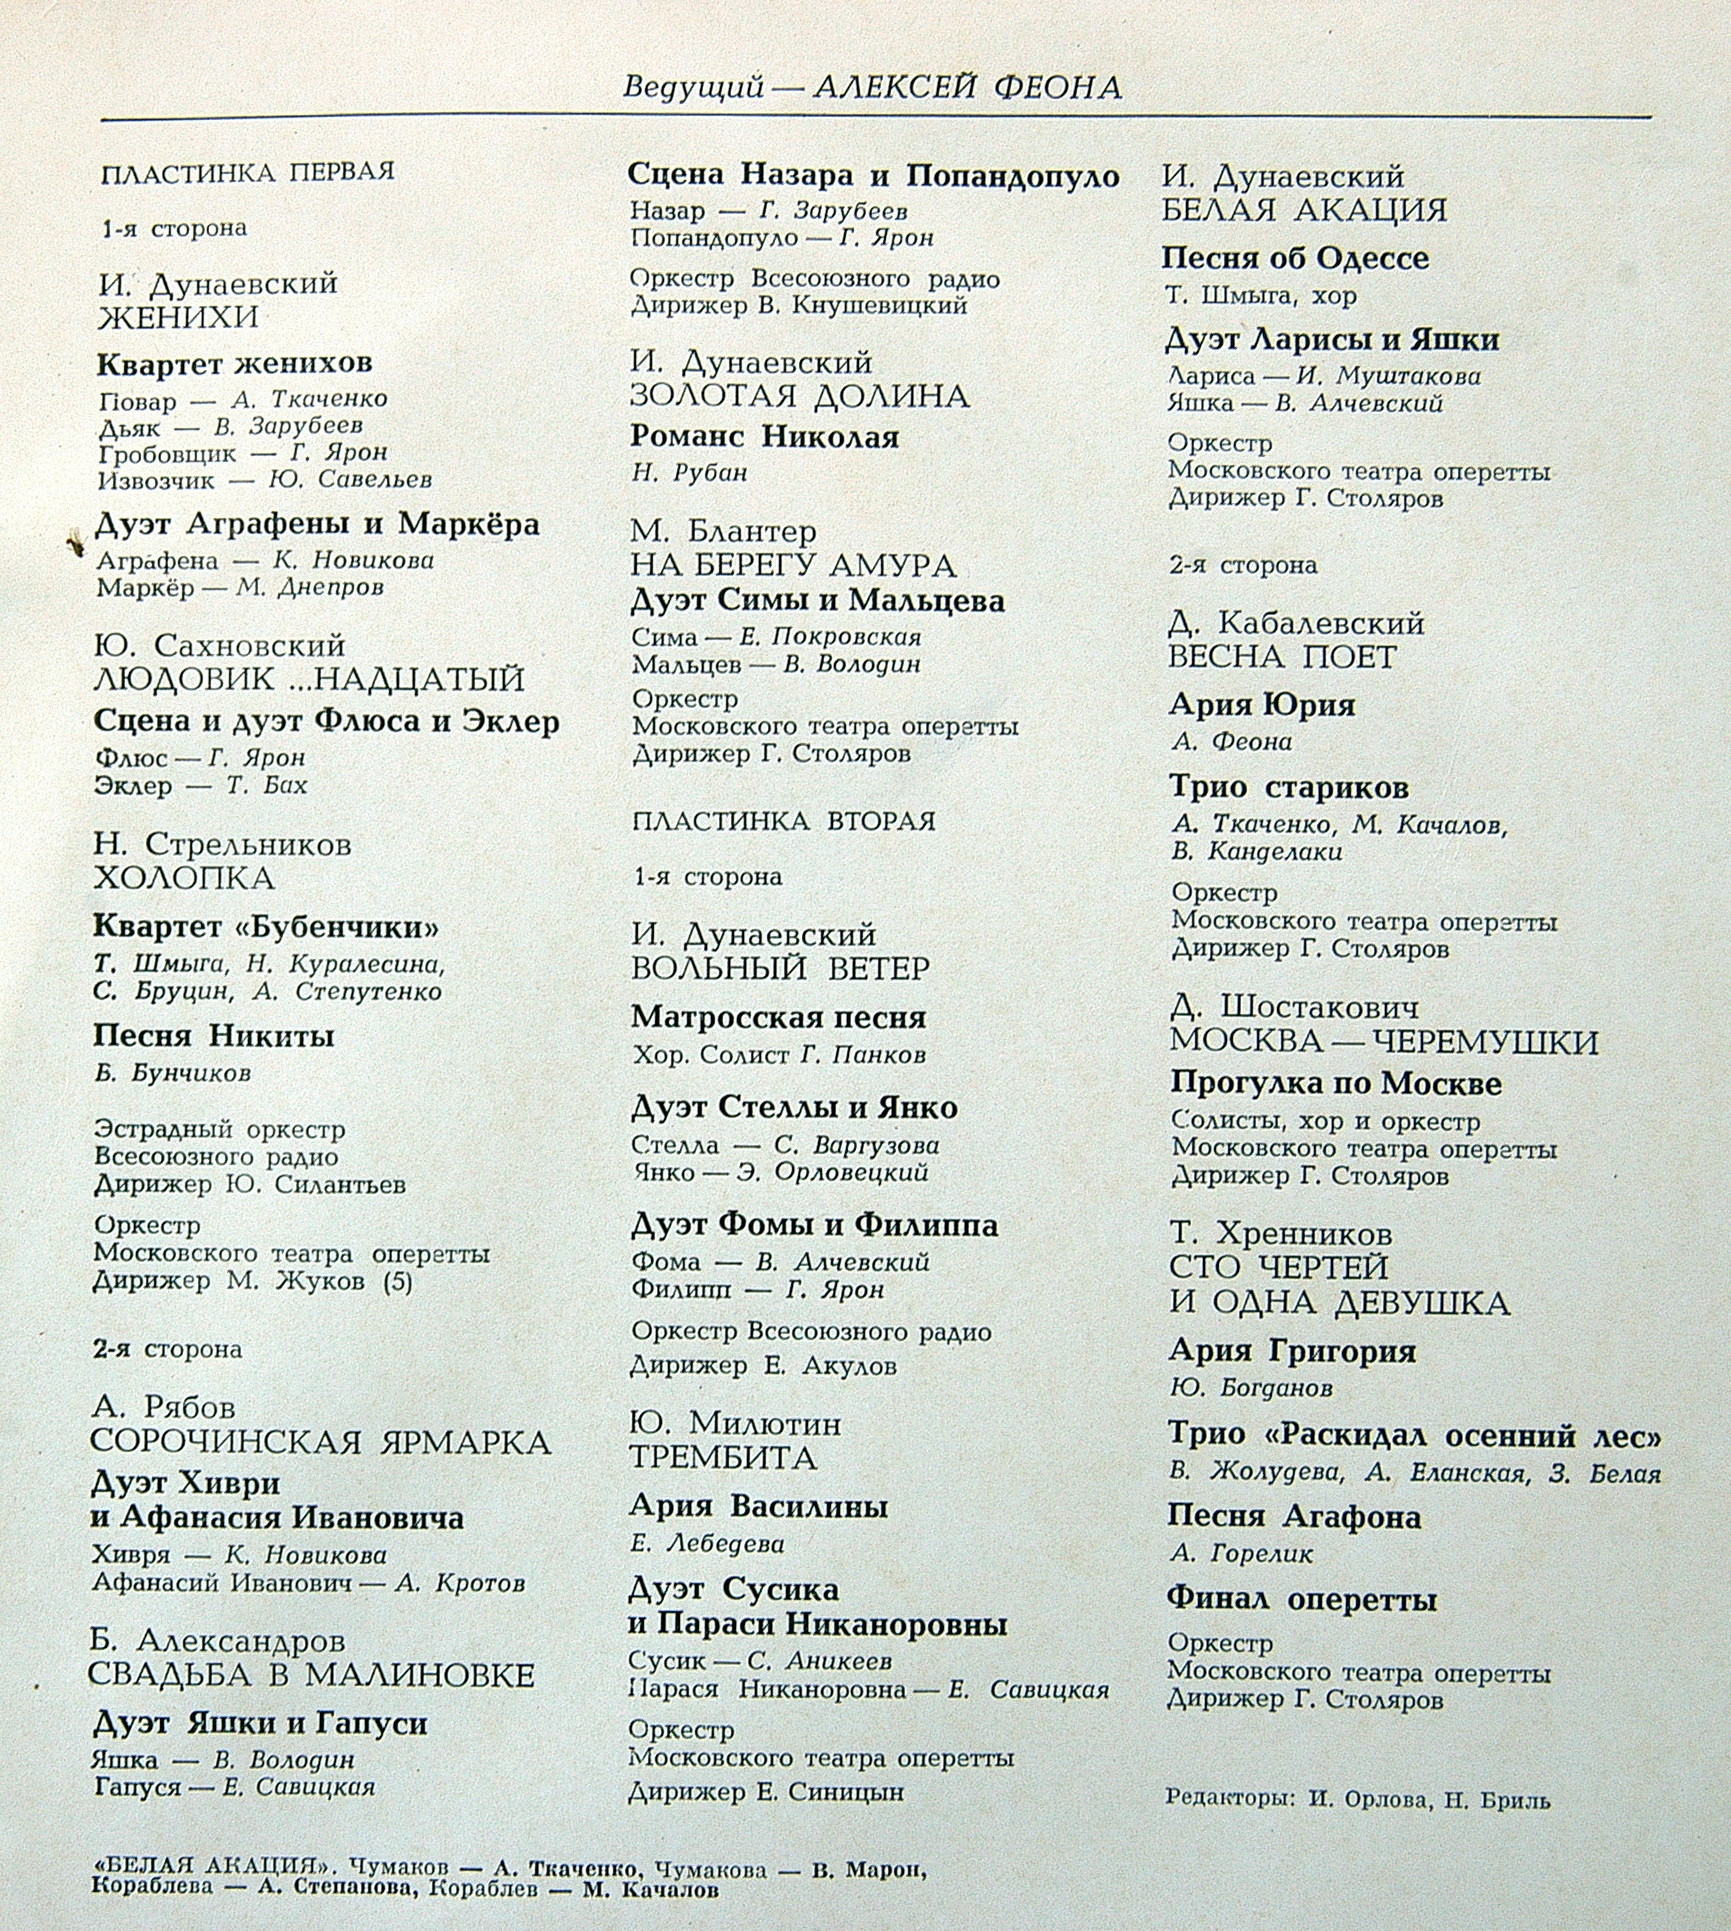 Ведущий — АЛЕКСЕЙ ФЕОНА
ПЛАСТИНКА ПЕРВАЯ
1-я сторона
И. Дунаевский
ЖЕНИХИ
Квартет женихов
Повар — А. Ткаченко
Дьяк — В. Зарубеев
Гробовщик — Г. Ярон
Извозчик — Ю. Савельев
Дуэт Аграфены и Маркёра
Аграфена — К. Новикова
Маркёр — М. Днепров
Ю. Сахновский
ЛЮДОВИК ...НАДЦАТЫЙ
Сцена и дуэт Флюса и Эклер
Флюс — Г. Ярон
Эклер — Т. Бах
Н. Стрельников
ХОЛОПКА
Квартет «Бубенчики»
Т. Шмыга, Н. Куралесина,
С. Бруцин, А. Степутенко
Песня Никиты
В. Бунчиков
Эстрадный оркестр
Всесоюзного радио
Дирижер Ю. Силантьев
Оркестр
Московского театра оперетты
Дирижер М. Жуков (5)
2-я сторона
А. Рябов
СОРОЧИНСКАЯ ЯРМАРКА
Дуэт Хиври
и Афанасия Ивановича
Хивря — К. Новикова
Афанасий Иванович — А. Кротов
Б. Александров
СВАДЬБА В МАЛИНОВКЕ
Дуэт Яшки и Гапуси
Яшка — В. Володин
Гапуся — Е. Савицкая
Сцена Назара и Попандопуло
Назар — Г. Зарубеев
Попандопуло — Г. Ярон
Оркестр Всесоюзного радио
Дирижер В. Кнушевицкий
И. Дунаевский
ЗОЛОТАЯ ДОЛИНА
Романс Николая
Н. Рубан
М. Блантер
НА БЕРЕГУ АМУРА
Дуэт Симы и Мальцева
Сима — Е. Покровская
Мальцев — В. Володин
Оркестр
Московского театра оперетты
Дирижер Г. Столяров
ПЛАСТИНКА ВТОРАЯ
1-я сторона
И. Дунаевский
ВОЛЬНЫЙ ВЕТЕР
Матросская песня
Хор. Солист Г. Панков
Дуэт Стеллы и Янко
Стелла — С. Варгузова
Янко — Э. Орловецкий
Дуэт Фомы и Филиппа
Фома — В. Алчевский
Филипп — Г. Ярон
Оркестр Всесоюзного радио
Дирижер Е. Акулов
Ю. Милютин
ТРЕМБИТА
Ария Василины
Е. Лебедева
Дуэт Сусика
и Параси Никаноровны
Сусик — С. Аникеев
Парася Никаноровна — Е. Савицкая
Оркестр
Московского театра оперетты
Дирижер Е. Синицын
И. Дунаевский
БЕЛАЯ АКАЦИЯ
Песня об Одессе
Т. Шмыга, хор
Дуэт Ларисы и Яшки
Лариса — И. Муштакова
Яшка — В. Алчевский
Оркестр
Московского театра оперетты
Дирижер Г. Столяров
2-я сторона
Д. Кабалевский
ВЕСНА ПОЕТ
Ария Юрия
А. Феона
Трио стариков
А. Ткаченко, М. Качалов,
В. Канделаки
Оркестр
Московского театра оперетты
Дирижер Г. Столяров
Д. Шостакович
МОСКВА — ЧЕРЕМУШКИ
Прогулка по Москве
Солисты, хор и оркестр
Московского театра оперетты
Дирижер Г. Столяров
Т. Хренников
СТО ЧЕРТЕЙ
И ОДНА ДЕВУШКА
Ария Григория
Ю. Богданов
Трио «Раскидал осенний лес»
В. Жолудева, А. Еланская, З. Белая
Песня Агафона
А. Горелик
Финал оперетты
Оркестр
Московского театра оперетты
Дирижер Г. Столяров
Редакторы: И. Орлова, Н. Бриль
«БЕЛАЯ АКАЦИЯ». Чумаков — А. Ткаченко, Чумакова — В. Марон,
Кораблева — А. Степанова, Кораблев — М. Качалов